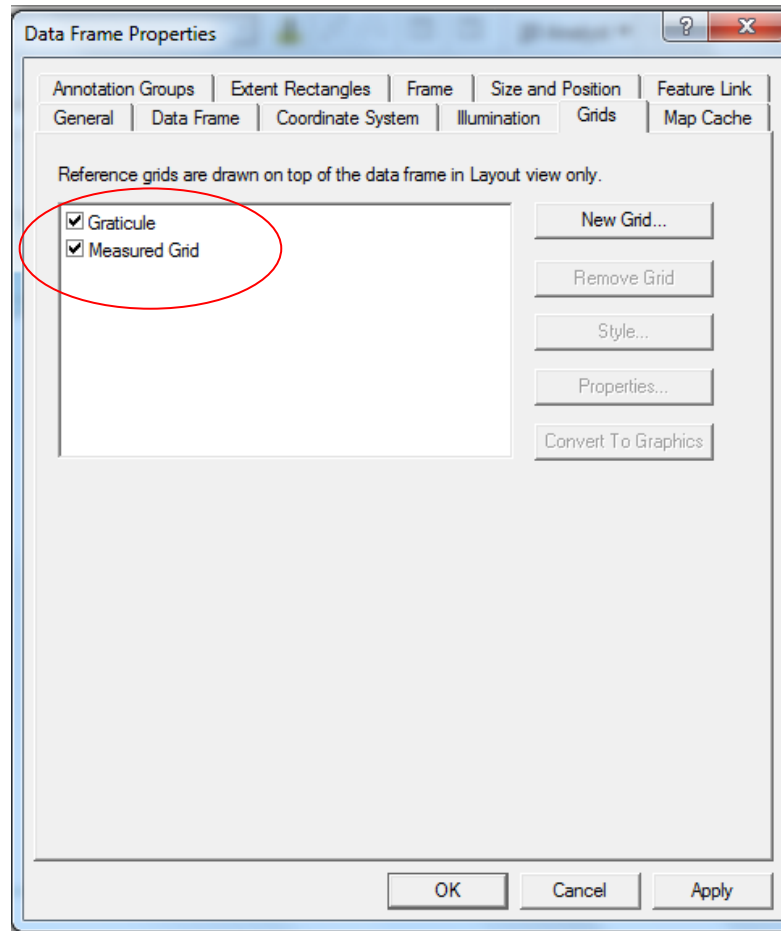 Data Frame Properties
Annotation Groups Extent Rectangles Frame Size and Position Feature Link
General Data Frame Coordinate System Illumination Grids Map Cache
Reference grids are drawn on top of the data frame in Layout view only.
Graticule
Measured Grid
New Grid...
Remove Grid
Style...
Properties...
Convert To Graphics
OK Cancel Apply